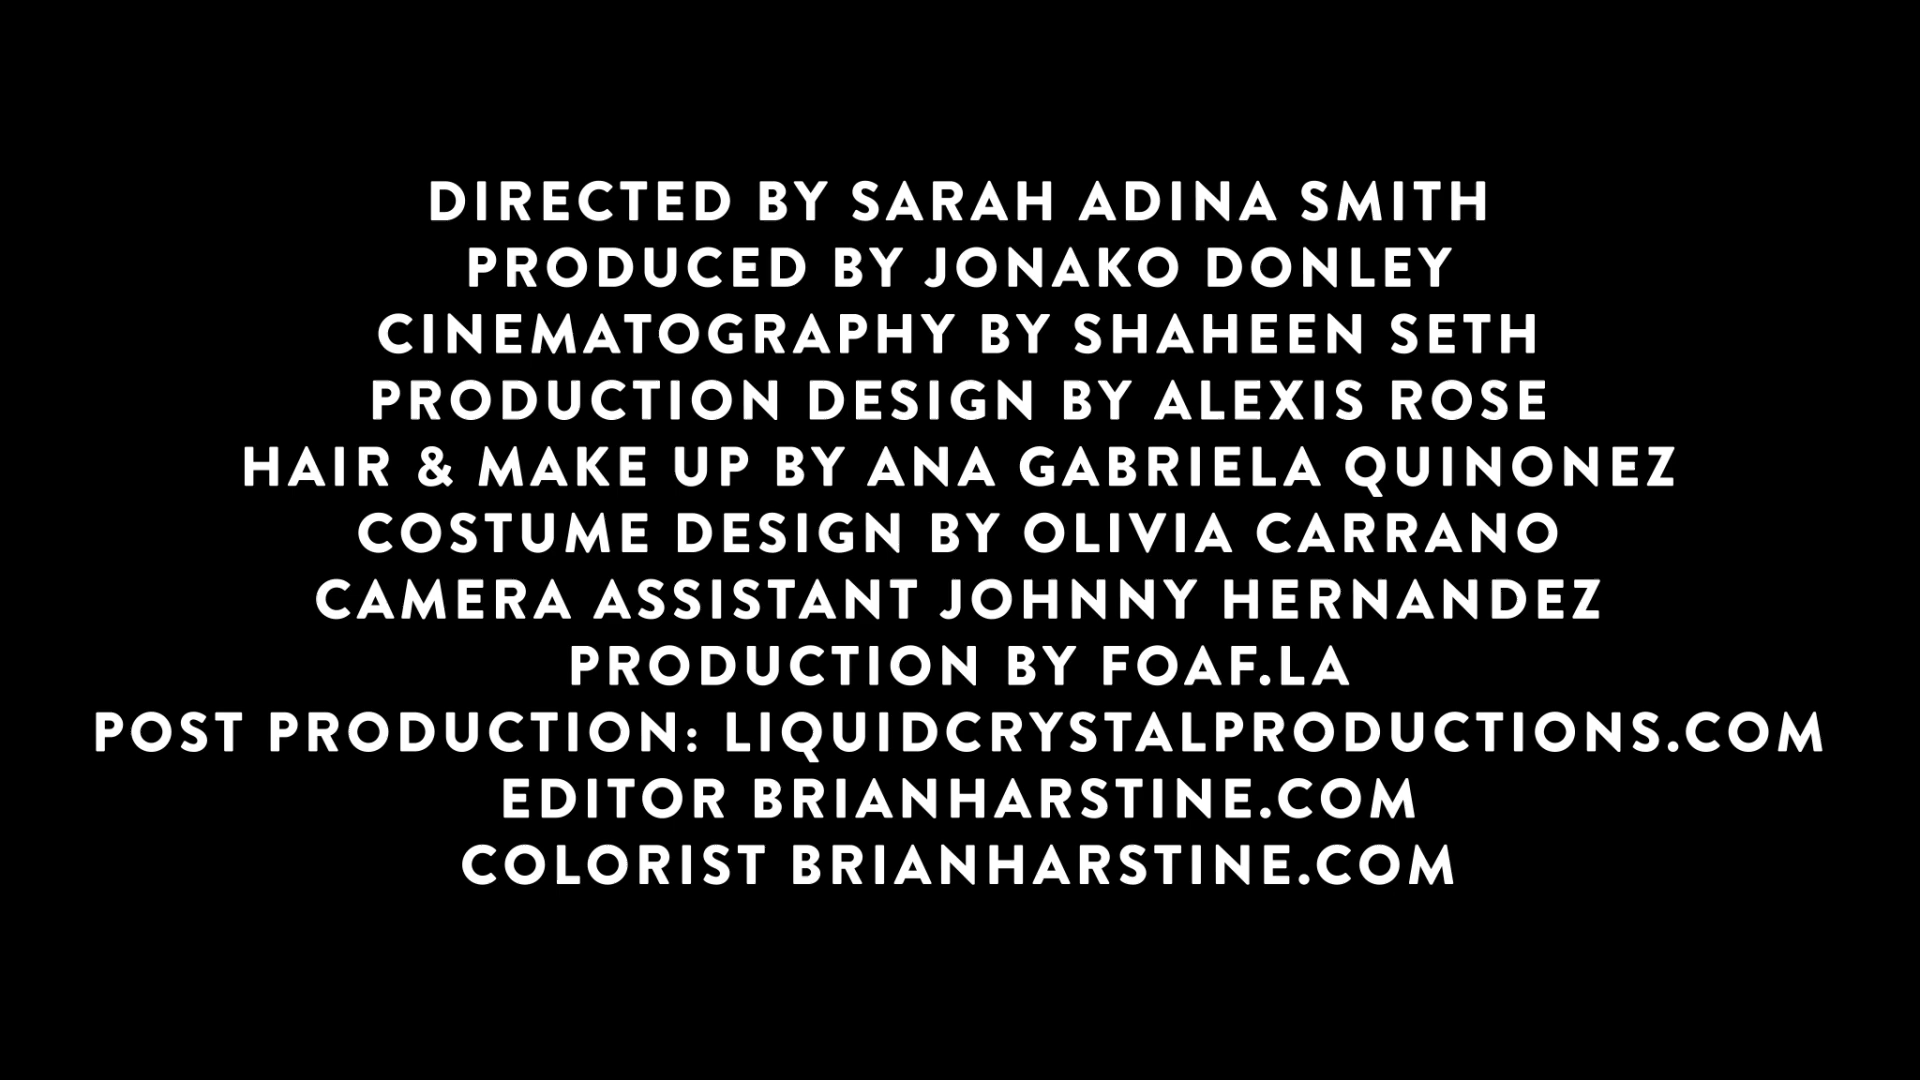 DIRECTED BY SARAH ADINA SMITH
PRODUCED BY JONAKO DONLEY
CINEMATOGRAPHY BY SHAHEEN SETH
PRODUCTION DESIGN BY ALEXIS ROSE
HAIR & MAKE UP BY ANA GABRIELA QUINONEZ
COSTUME DESIGN BY OLIVIA CARRANO
CAMERA ASSISTANT JOHNNY HERNANDEZ
PRODUCTION BY FOAF.LA
POST PRODUCTION: LIQUIDCRYSTALPRODUCTIONS.COM
EDITOR BRIANHARSTINE.COM
COLORIST BRIANHARSTINE.COM